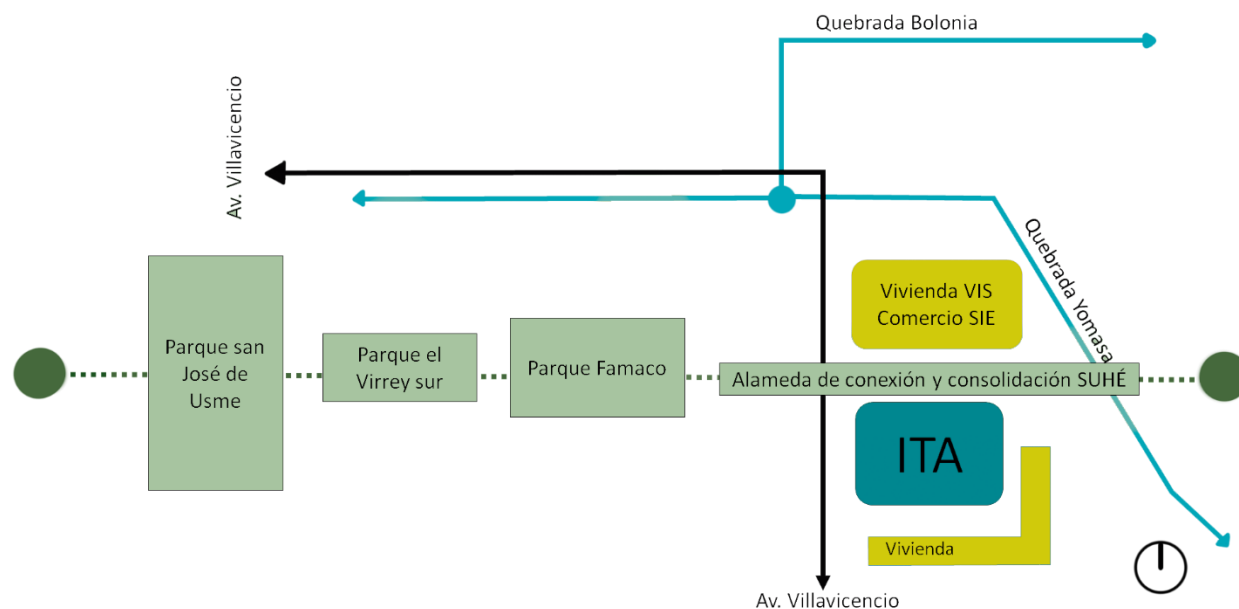 Quebrada Bolonia
Av. Villavicencio
Quebrada Yomasa
Vivienda VIS
Comercio SIE
Parque san
José de
Usme
Parque el
Virrey sur
Parque Famaco
Alameda de conexión y consolidación SUHÉ
ITA
Vivienda
Av. Villavicencio